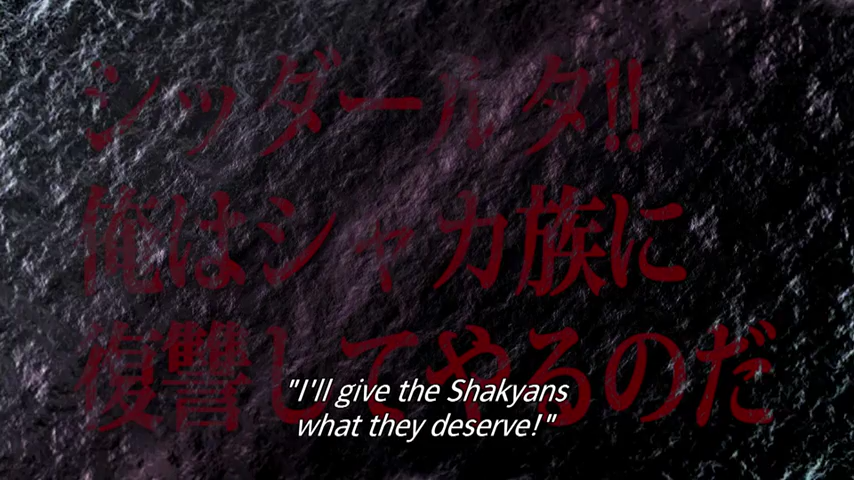 シッダールタ!!
俺はシャカ族に
復讐してやるのだ
"I'll give the Shakyans
what they deserve!"